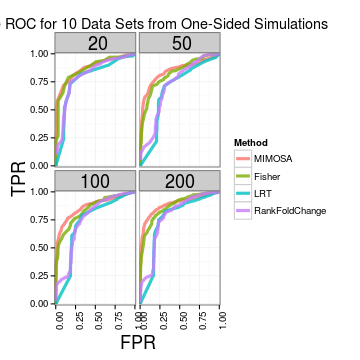 ROC for 10 Data Sets from One-Sided Simulations
20 50
1.00
0.75
0.50
0.25
0.00
TPR
100 200
1.00
0.75
0.50
0.25
0.00
0.00 0.25 0.50 0.75 1.00 0.00 0.25 0.50 0.75 1.00
FPR
Method
MIMOSA
Fisher
LRT
RankFoldChange